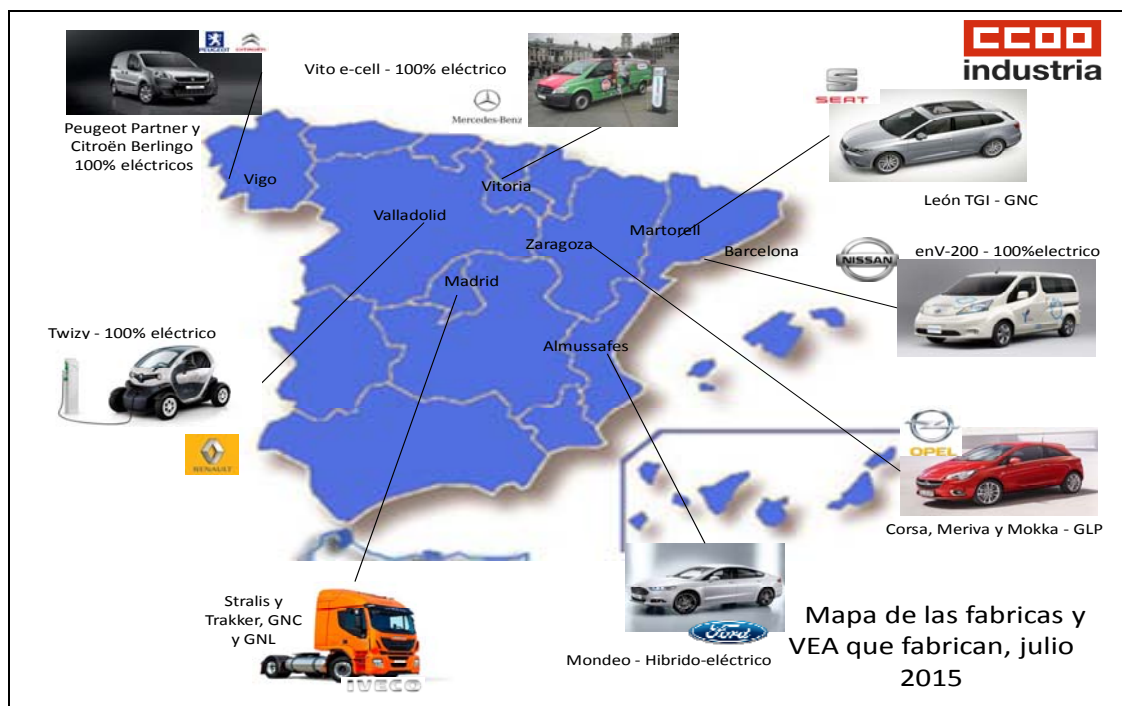 PEUGEOT
CITROËN
Peugeot Partner y
Citroën Berlingo
100% eléctricos
Vito e-cell - 100% eléctrico
Mercedes-Benz
CCOO
industria
SEAT
León TGI - GNC
Vigo
Vitoria
Valladolid
Zaragoza
Martorell
Barcelona
Madrid
Almussafes
NISSAN
enV-200 - 100%electrico
Twizy - 100% eléctrico
RENAULT
OPEL
Corsa, Meriva y Mokka - GLP
Stralis y
Trakker, GNC
y GNL
IVECO
Ford
Mondeo - Hibrido-eléctrico
Mapa de las fabricas y
VEA que fabrican, julio
2015